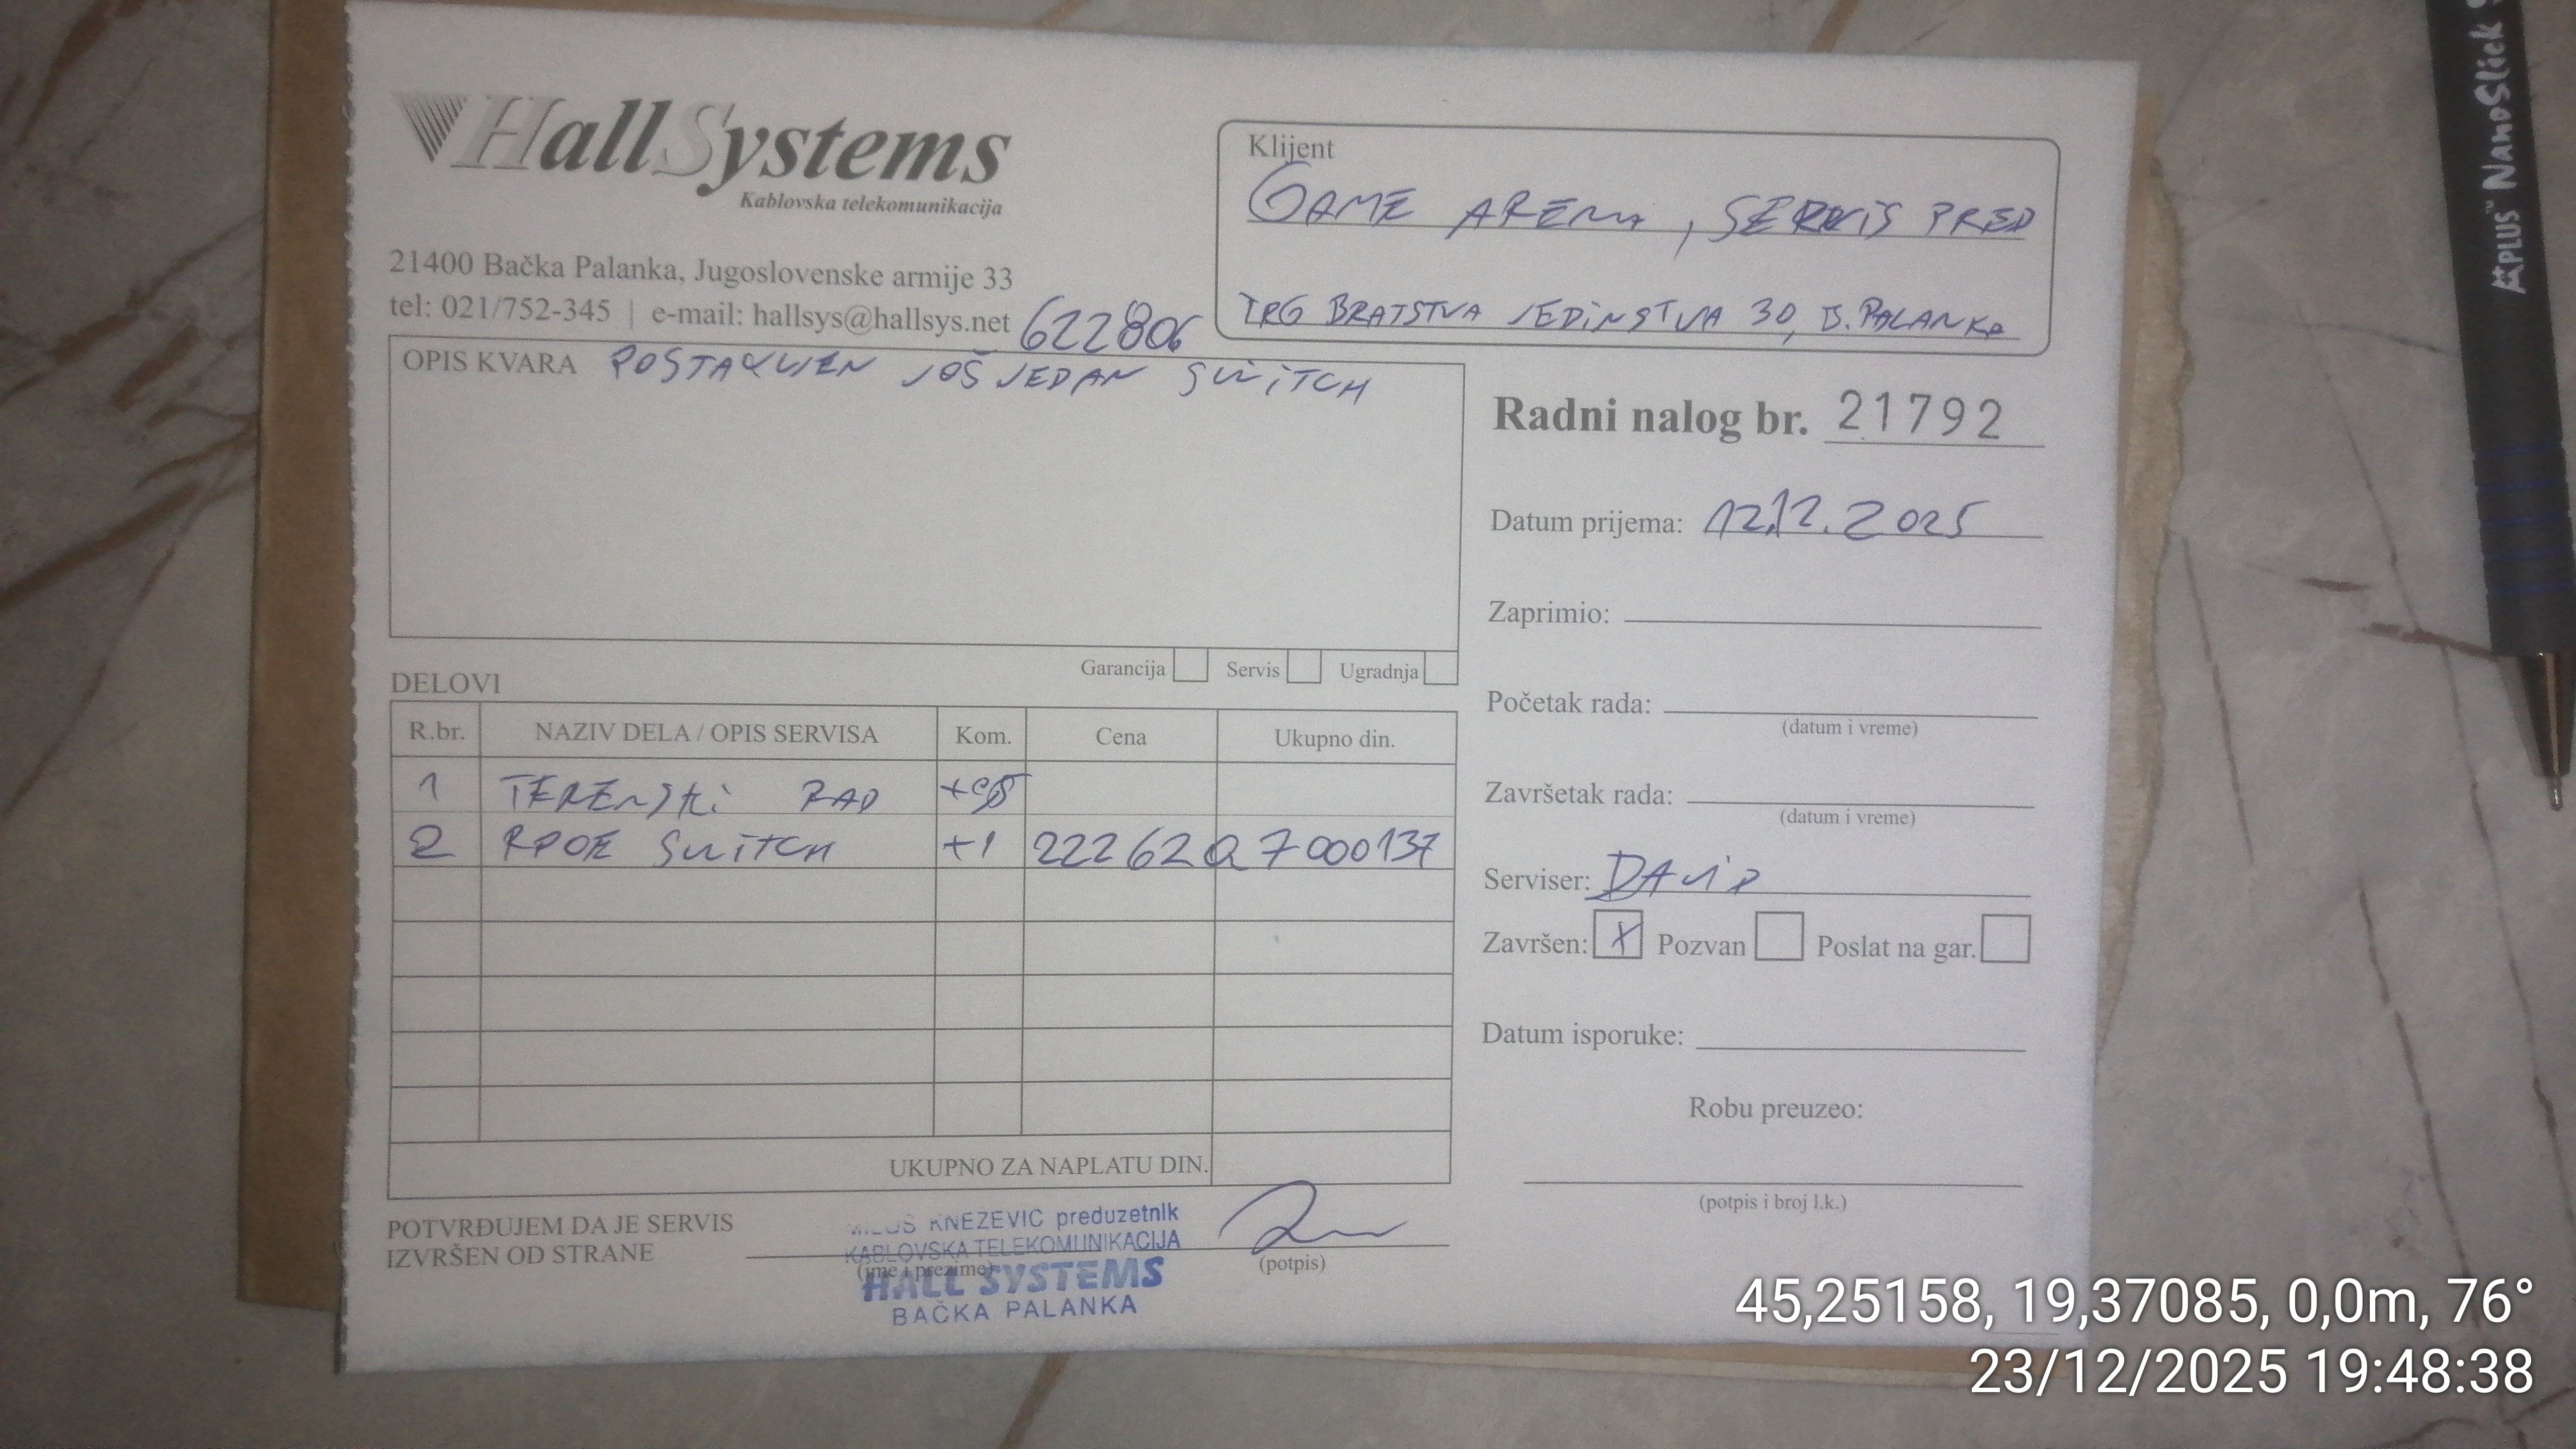 HallSystems
Kablovska telekomunikacija
21400 Bačka Palanka, Jugoslovenske armije 33
tel: 021/752-345 | e-mail: hallsys@hallsys.net
622806
Klijent
GAME ARENA, SERVIS PRED
TRG BRATSTVA JEDINSTVA 30, B. PALANKA
OPIS KVARA POSTAVLJEN JOŠ JEDAN SWITCH
Garancija Servis Ugradnja
Radni nalog br. 21792
Datum prijema: 12.12.2025
Zaprimio:
Početak rada:
(datum i vreme)
Završetak rada:
(datum i vreme)
Serviser: DAVID
Završen: X Pozvan Poslat na gar.
Datum isporuke:
Robu preuzeo:
(potpis i broj l.k.)
DELOVI
R.br. NAZIV DELA / OPIS SERVISA Kom. Cena Ukupno din.
1 TERENSKI RAD
2 RPOE SWITCH +1 22262Q7000137
UKUPNO ZA NAPLATU DIN.
POTVRĐUJEM DA JE SERVIS
IZVRŠEN OD STRANE
(ime i prezime)
(potpis)
MILOŠ KNEZEVIC preduzetnik
KABLOVSKA TELEKOMUNIKACIJA
HALL SYSTEMS
BAČKA PALANKA
APLUS™ NanoSlick
45,25158, 19,37085, 0,0m, 76°
23/12/2025 19:48:38